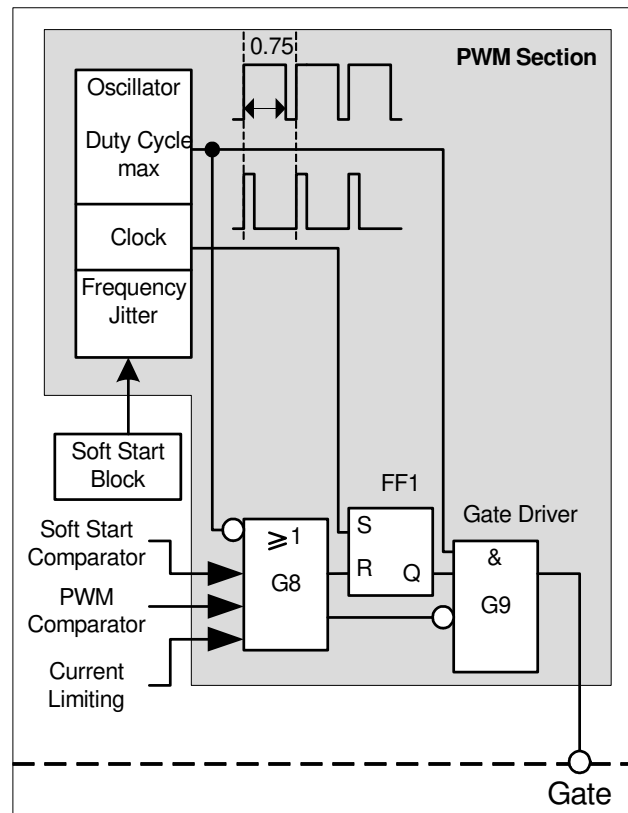 0.75
PWM Section
Oscillator
Duty Cycle
max
Clock
Frequency
Jitter
Soft Start
Block
FF1
Soft Start
Comparator
PWM
Comparator
Current
Limiting
⩾1
G8
S
R
Q
Gate Driver
&
G9
Gate